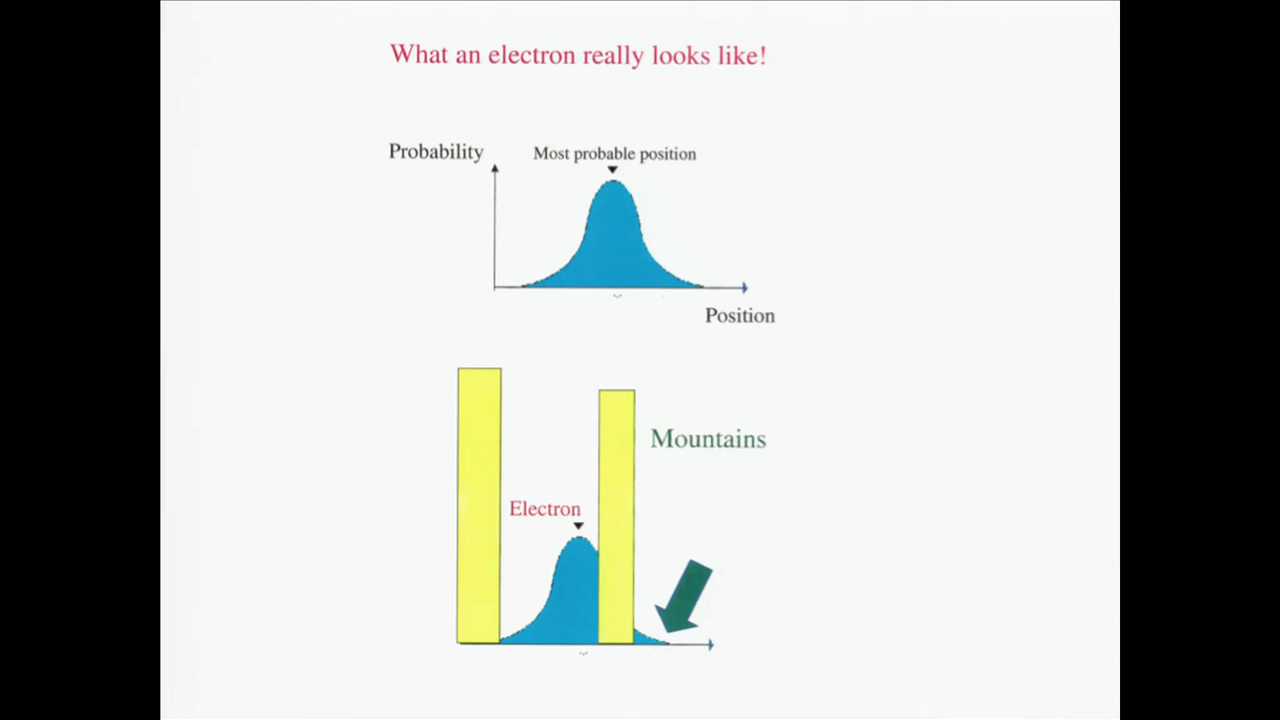 What an electron really looks like!
Probability
Most probable position
Position
Mountains
Electron